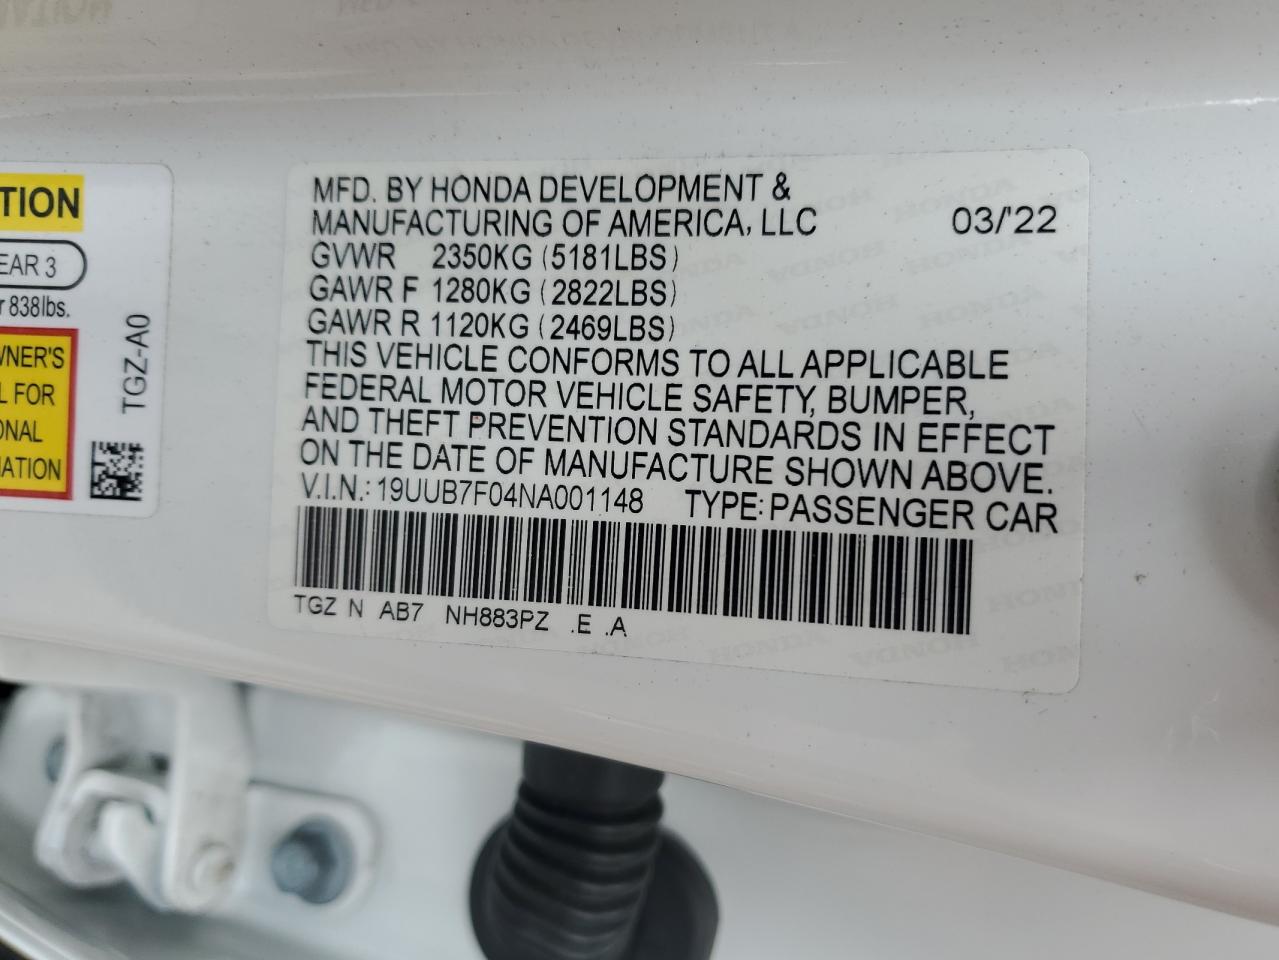 TION
EAR 3
r 838lbs.
WNER'S
L FOR
ONAL
MATION
TGZ-A0
MFD. BY HONDA DEVELOPMENT &
MANUFACTURING OF AMERICA, LLC 03/'22
GVWR 2350KG (5181LBS)
GAWR F 1280KG (2822LBS)
GAWR R 1120KG (2469LBS)
THIS VEHICLE CONFORMS TO ALL APPLICABLE
FEDERAL MOTOR VEHICLE SAFETY, BUMPER,
AND THEFT PREVENTION STANDARDS IN EFFECT
ON THE DATE OF MANUFACTURE SHOWN ABOVE.
V.I.N.: 19UUB7F04NA001148 TYPE: PASSENGER CAR
TGZ N AB7 NH883PZ .E .A